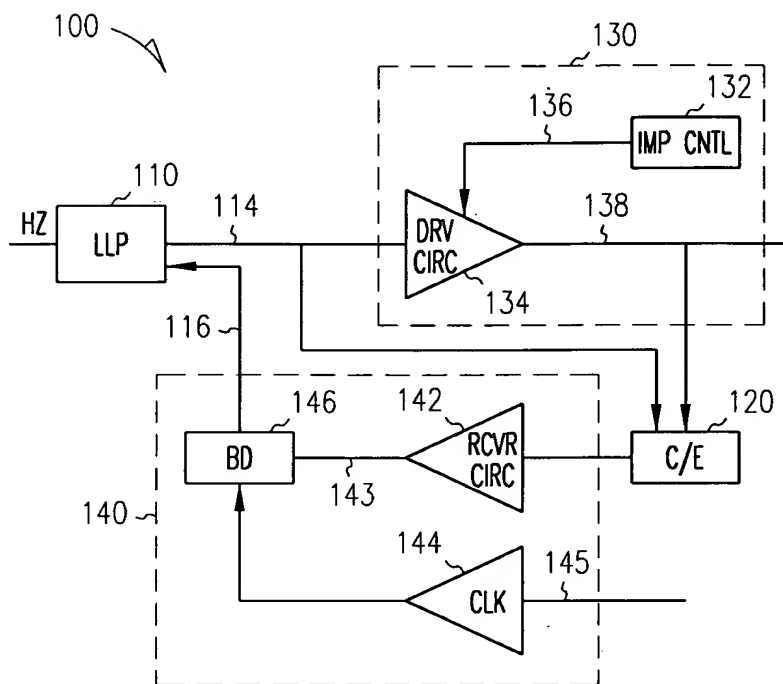 100
130
132
136
IMP CNTL
110
HZ
LLP
114
138
DRV
CIRC
134
116
146
142
120
BD
143
RCVR
CIRC
C/E
140
144
145
CLK